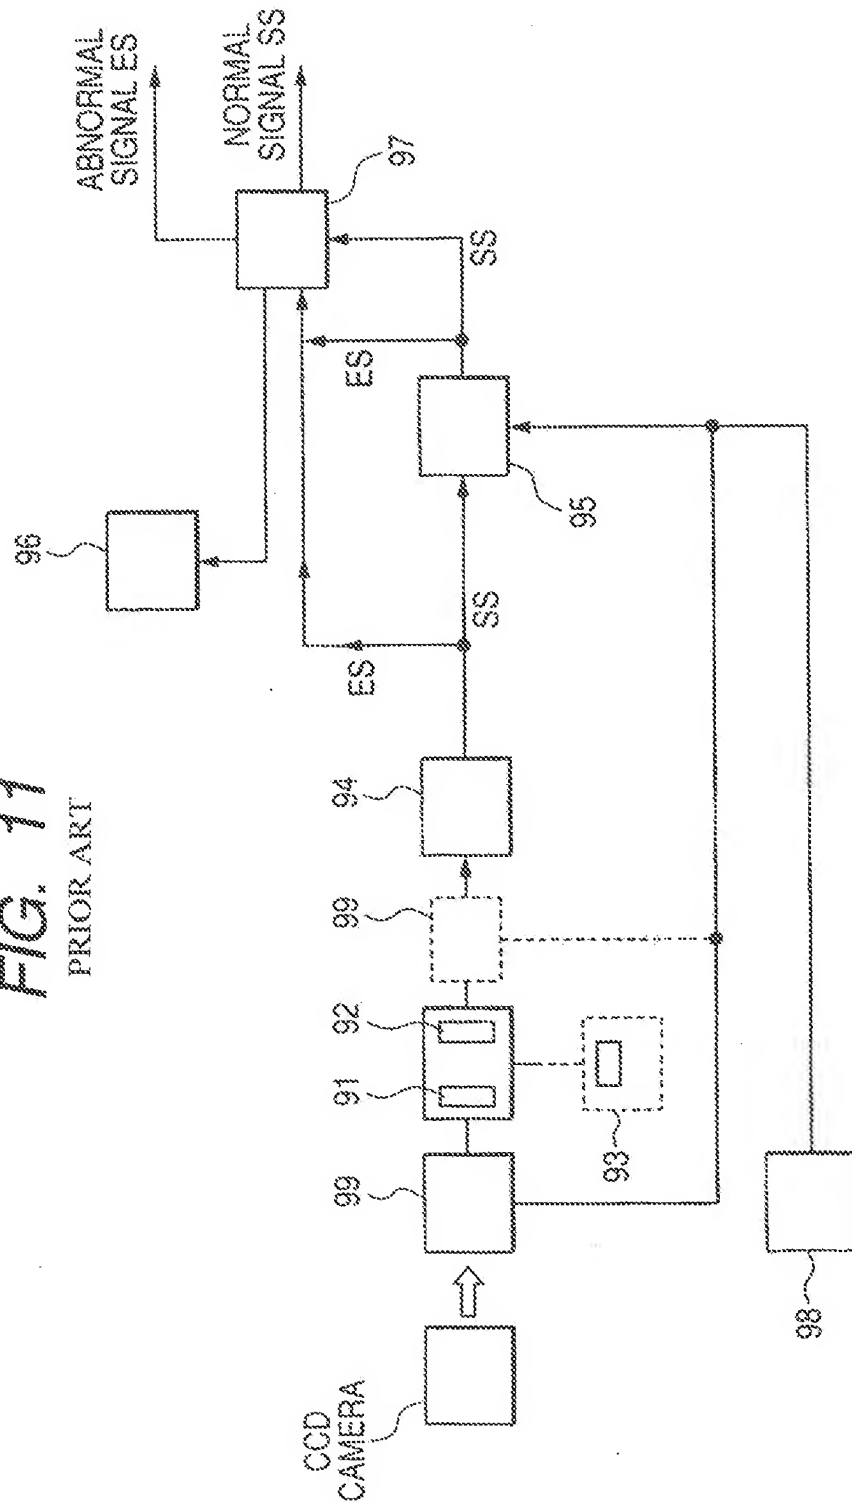 FIG. 11
PRIOR ART
CCD
CAMERA
99
91
92
93
99
94
98
ES
SS
96
95
ES
SS
97
ABNORMAL
SIGNAL ES
NORMAL
SIGNAL SS